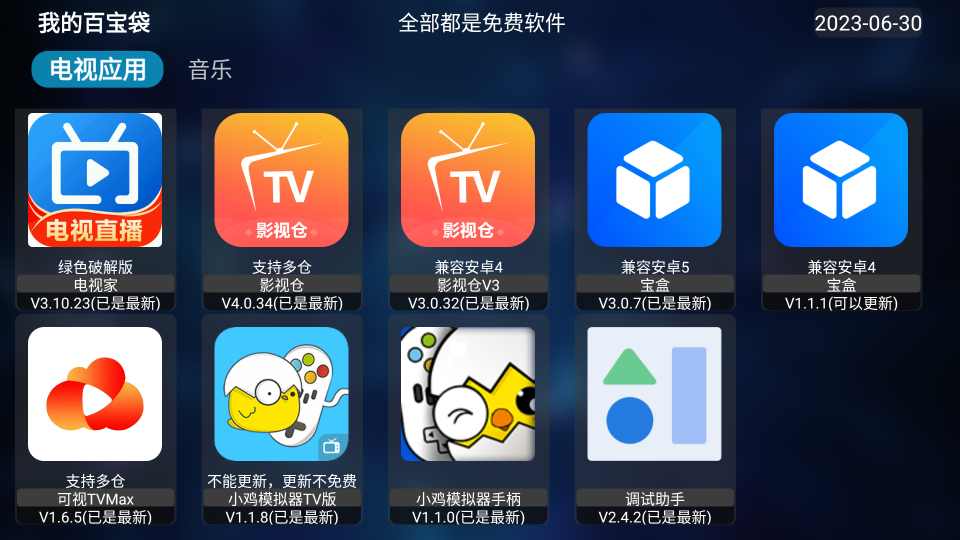 我的百宝袋
全部都是免费软件
2023-06-30
电视应用
音乐
电视直播
TV
影视仓
TV
影视仓
绿色破解版
支持多仓
兼容安卓4
兼容安卓5
兼容安卓4
电视家
影视仓
影视仓V3
宝盒
宝盒
V3.10.23(已是最新)
V4.0.34(已是最新)
V3.0.32(已是最新)
V3.0.7(已是最新)
V1.1.1(可以更新)
支持多仓
不能更新，更新不免费
可视TVMax
小鸡模拟器TV版
小鸡模拟器手柄
调试助手
V1.6.5(已是最新)
V1.1.8(已是最新)
V1.1.0(已是最新)
V2.4.2(已是最新)